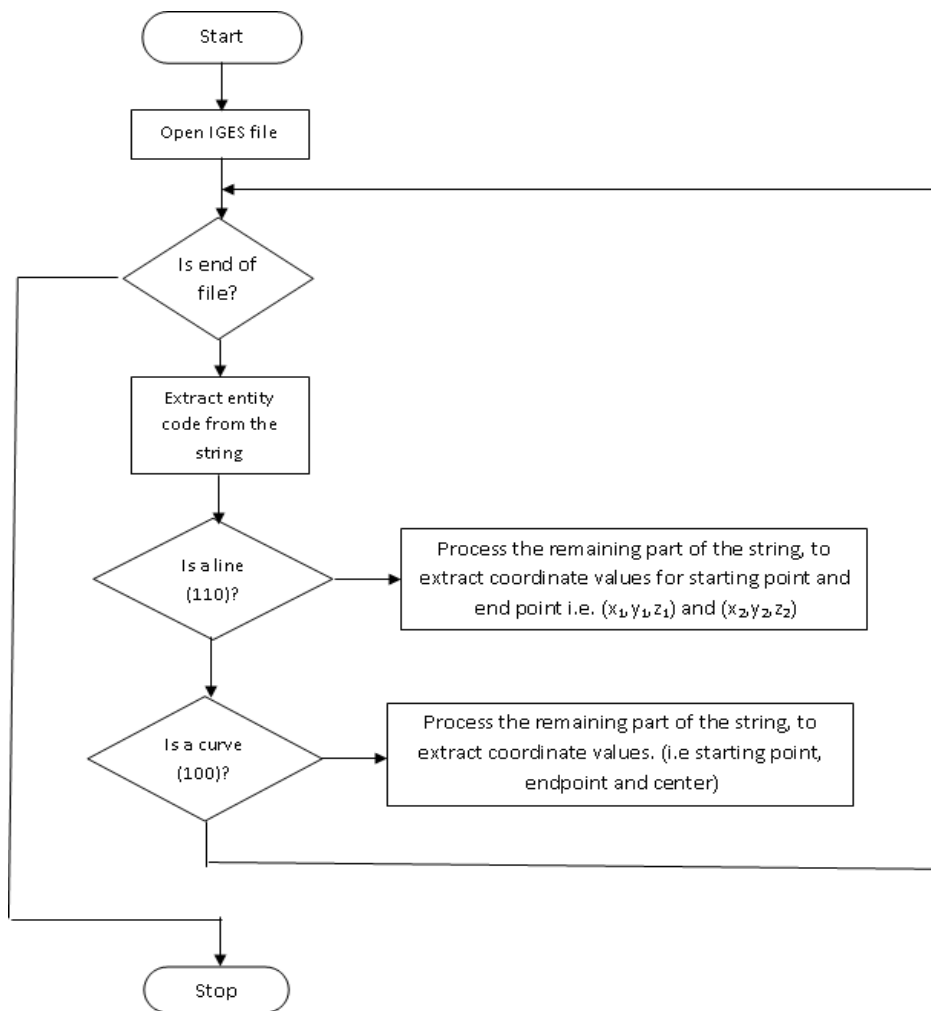 Start
Open IGES file
Is end of
file?
Extract entity
code from the
string
Is a line
(110)?
Process the remaining part of the string, to
extract coordinate values for starting point and
end point i.e. (x₁,y₁,z₁) and (x₂,y₂,z₂)
Is a curve
(100)?
Process the remaining part of the string, to
extract coordinate values. (i.e starting point,
endpoint and center)
Stop